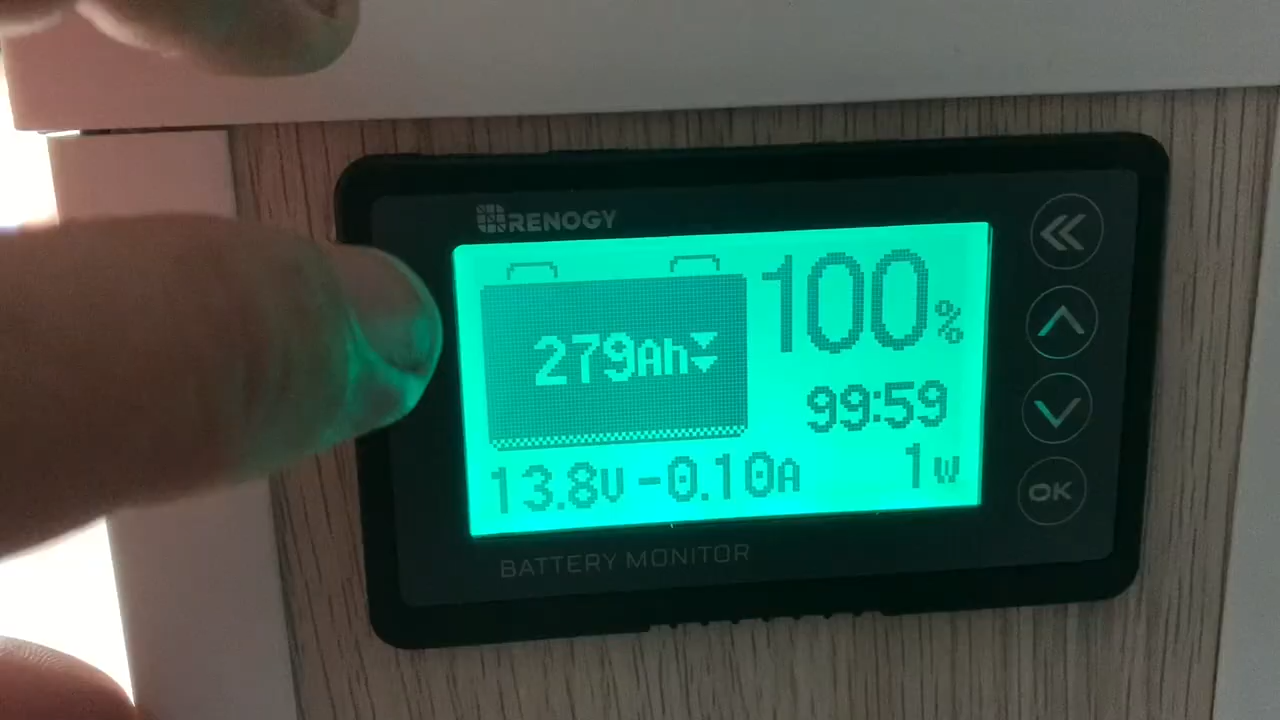 RENOGY
279Ah
100%
99:59
13.8V -0.10A 1W
OK
BATTERY MONITOR